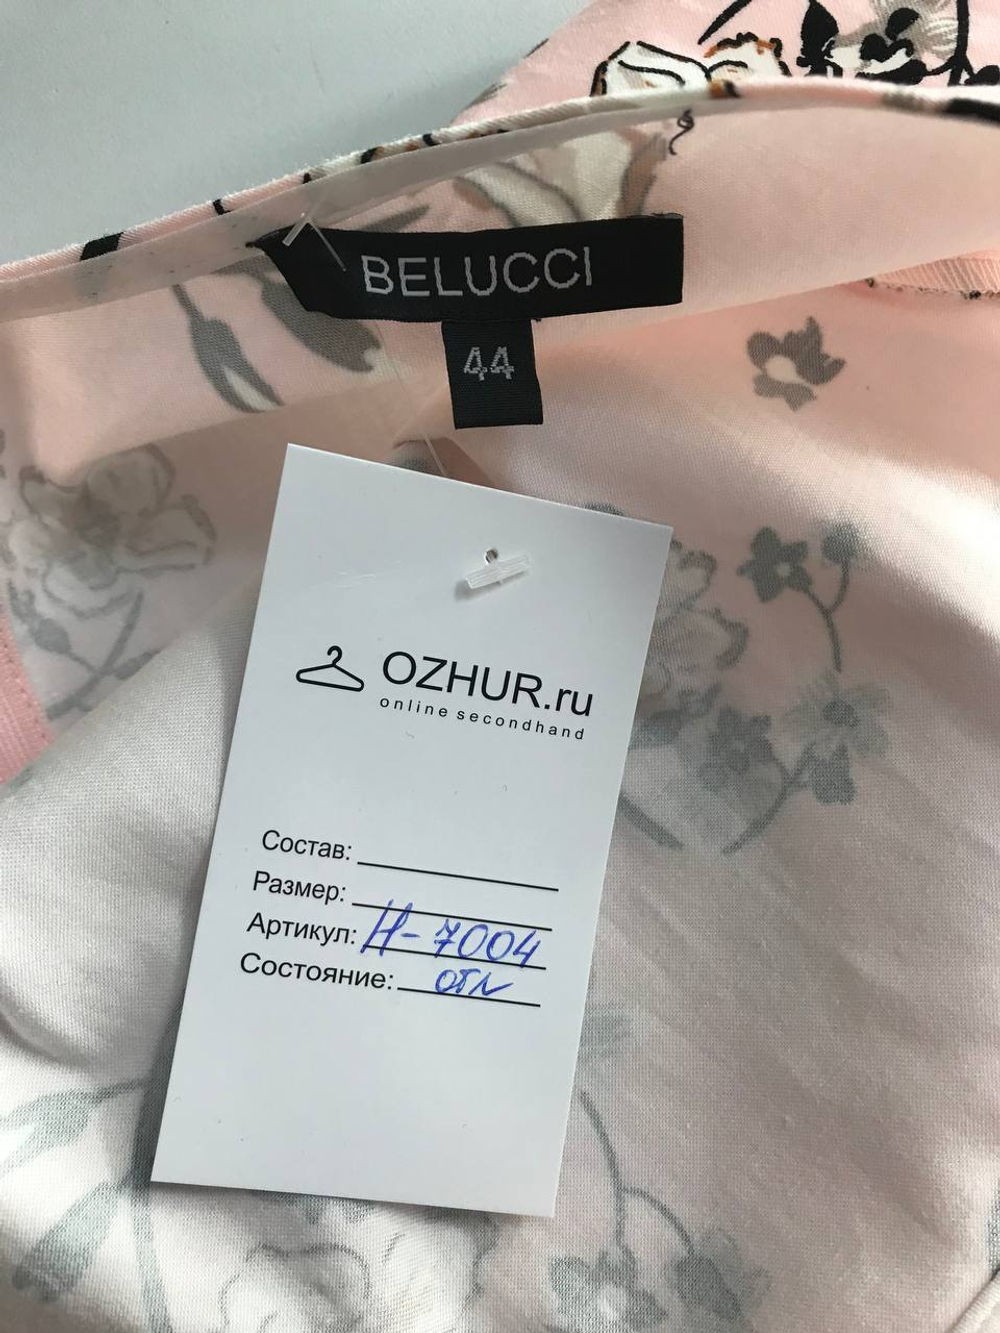 BELUCCI
44
OZHUR.ru
online secondhand
Состав:
Размер:
Артикул: Н-7004
Состояние: отл